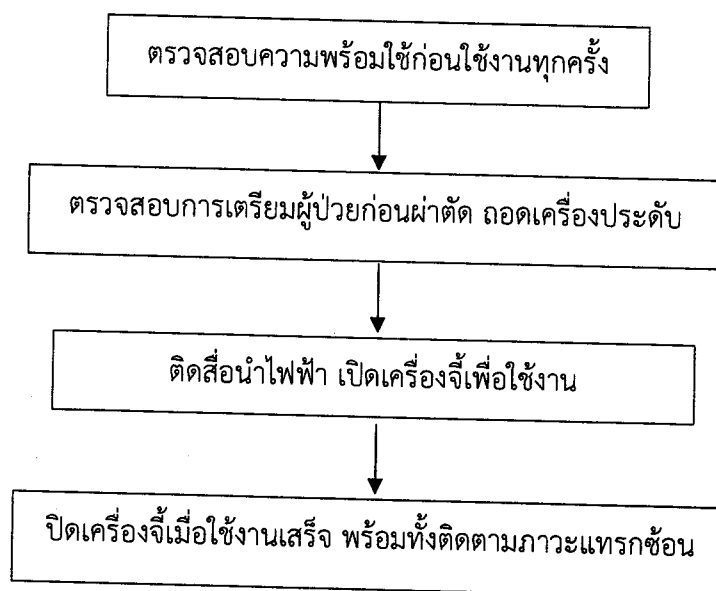 ตรวจสอบความพร้อมใช้ก่อนใช้งานทุกครั้ง
ตรวจสอบการเตรียมผู้ป่วยก่อนผ่าตัด ถอดเครื่องประดับ
ติดสื่อนำไฟฟ้า เปิดเครื่องจี้เพื่อใช้งาน
ปิดเครื่องจี้เมื่อใช้งานเสร็จ พร้อมทั้งติดตามภาวะแทรกซ้อน